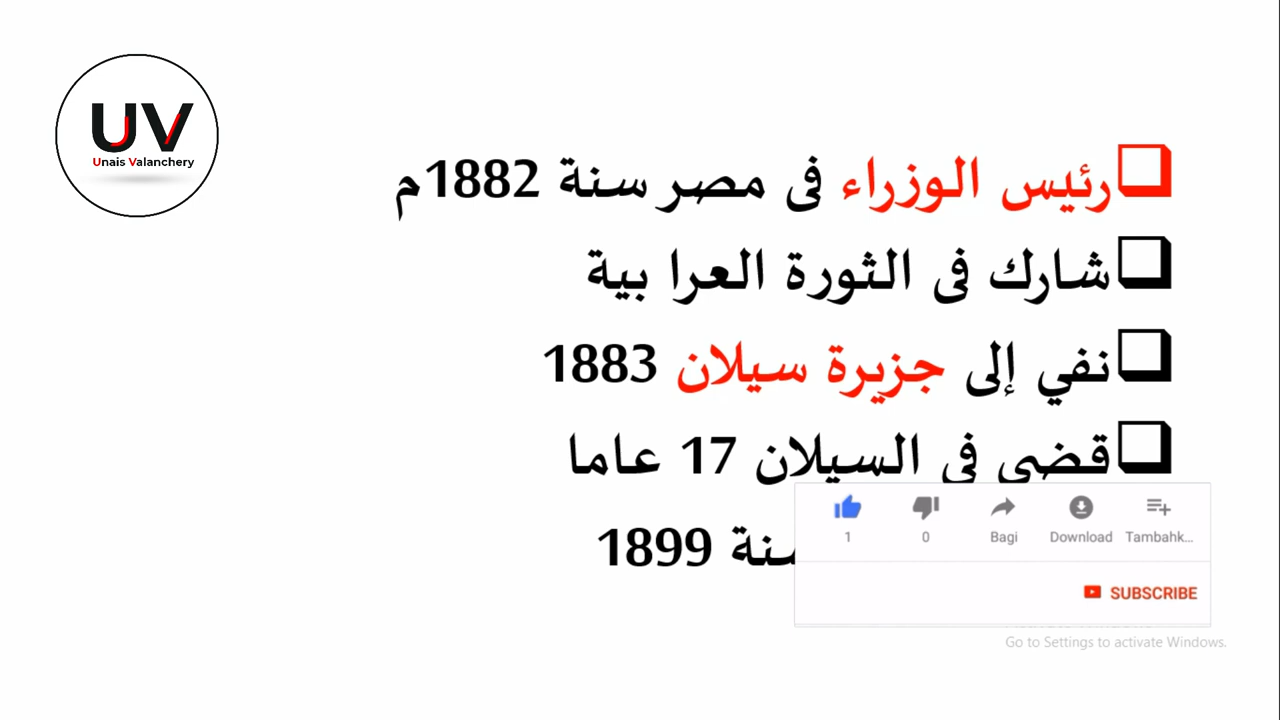 UV
Unais Valanchery
رئيس الوزراء فى مصر سنة 1882م
شارك فى الثورة العرا بية
نفي إلى جزيرة سيلان 1883
قضى فى السيلان 17 عاما
سنة 1899
1
0
Bagi
Download
Tambahk...
SUBSCRIBE
Go to Settings to activate Windows.